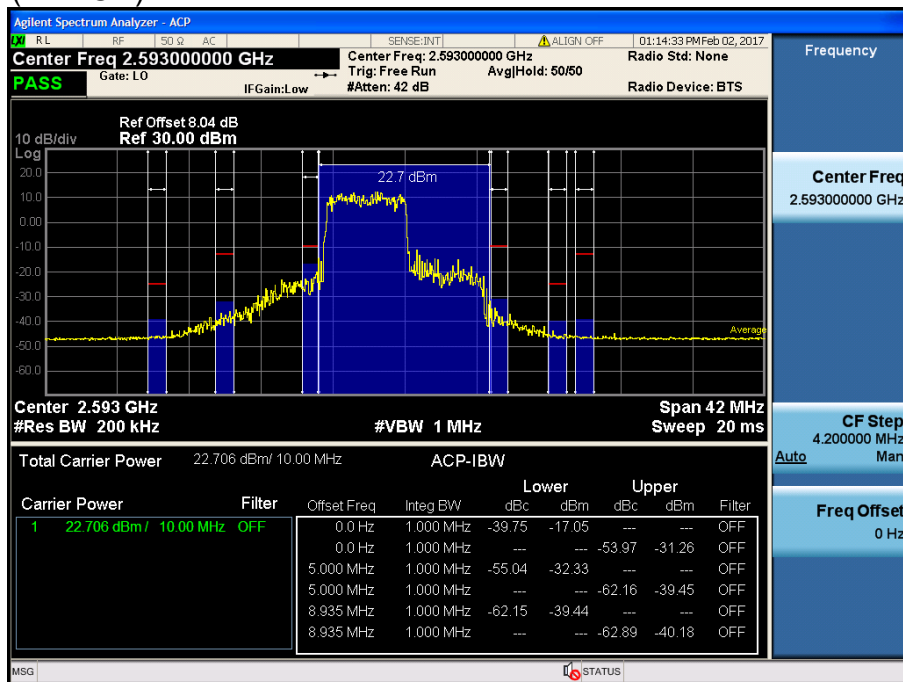 Agilent Spectrum Analyzer - ACP
LXI RL RF 50 Ω AC SENSE:INT ALIGN OFF 01:14:33 PM Feb 02, 2017
Center Freq 2.593000000 GHz Center Freq: 2.593000000 GHz Radio Std: None
Gate: LO Trig: Free Run Avg|Hold: 50/50
PASS IFGain:Low #Atten: 42 dB Radio Device: BTS
Ref Offset 8.04 dB
10 dB/div Ref 30.00 dBm
Log
20.0
10.0
0.00
-10.0
-20.0
-30.0
-40.0
-50.0
-60.0
22.7 dBm
Average
Center 2.593 GHz Span 42 MHz
#Res BW 200 kHz #VBW 1 MHz Sweep 20 ms
Total Carrier Power 22.706 dBm/ 10.00 MHz ACP-IBW
Lower Upper
Carrier Power Filter Offset Freq Integ BW dBc dBm dBc dBm Filter
1 22.706 dBm / 10.00 MHz OFF 0.0 Hz 1.000 MHz -39.75 -17.05 --- --- OFF
0.0 Hz 1.000 MHz --- --- -53.97 -31.26 OFF
5.000 MHz 1.000 MHz -55.04 -32.33 --- --- OFF
5.000 MHz 1.000 MHz --- --- -62.16 -39.45 OFF
8.935 MHz 1.000 MHz -62.15 -39.44 --- --- OFF
8.935 MHz 1.000 MHz --- --- -62.89 -40.18 OFF
MSG STATUS
Frequency
Center Freq
2.593000000 GHz
CF Step
4.200000 MHz
Auto Man
Freq Offset
0 Hz